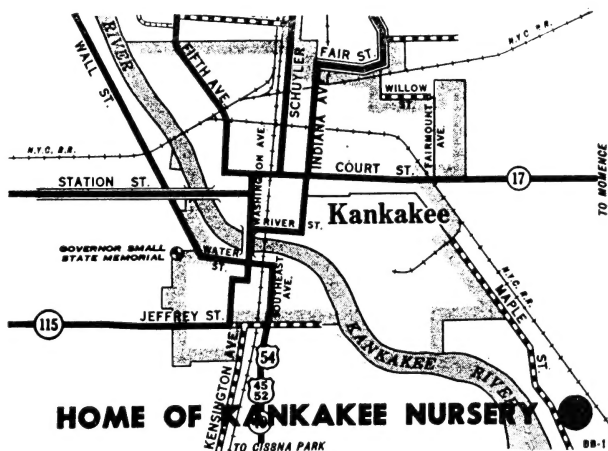 N.Y.C. R.R.
RIVER
WALL ST.
FIFTH AVE.
SCHUYLER
FAIR ST.
WILLOW ST.
FAIRMOUNT AVE.
INDIANA AVE.
WASHINGTON AVE.
N.Y.C. R.R.
COURT ST.
17
TO MOMENCE
STATION ST.
RIVER ST.
Kankakee
GOVERNOR SMALL
STATE MEMORIAL
WATER ST.
SOUTHEAST AVE.
N.Y.C. R.R.
MAPLE ST.
115
JEFFREY ST.
KANKAKEE RIVER
KENSINGTON AVE.
54
45
52
HOME OF KANKAKEE NURSERY
TO CISSNA PARK
BB-1